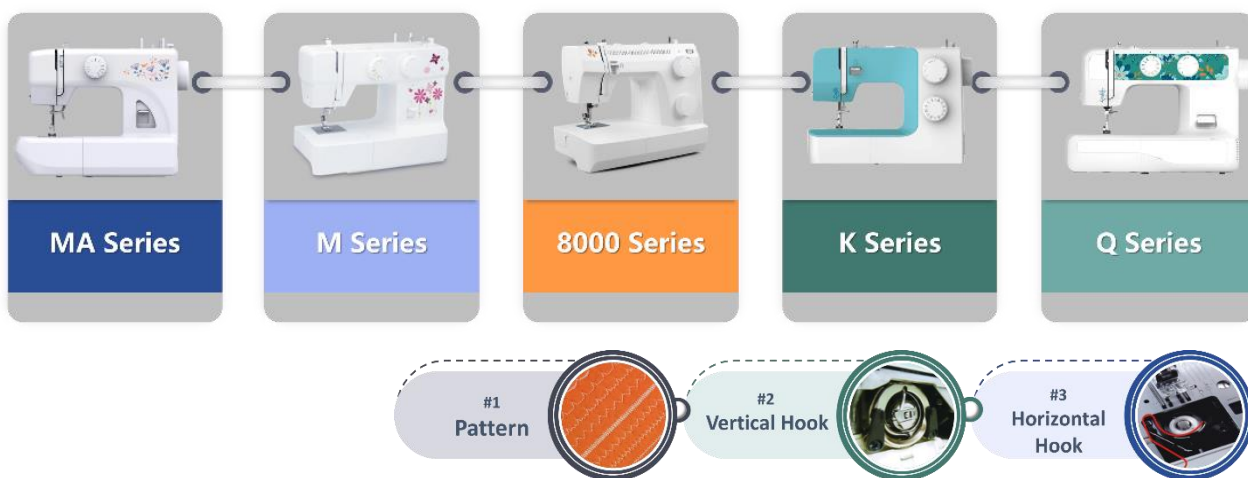 MA Series
M Series
8000 Series
K Series
Q Series
#1
Pattern
#2
Vertical Hook
#3
Horizontal
Hook